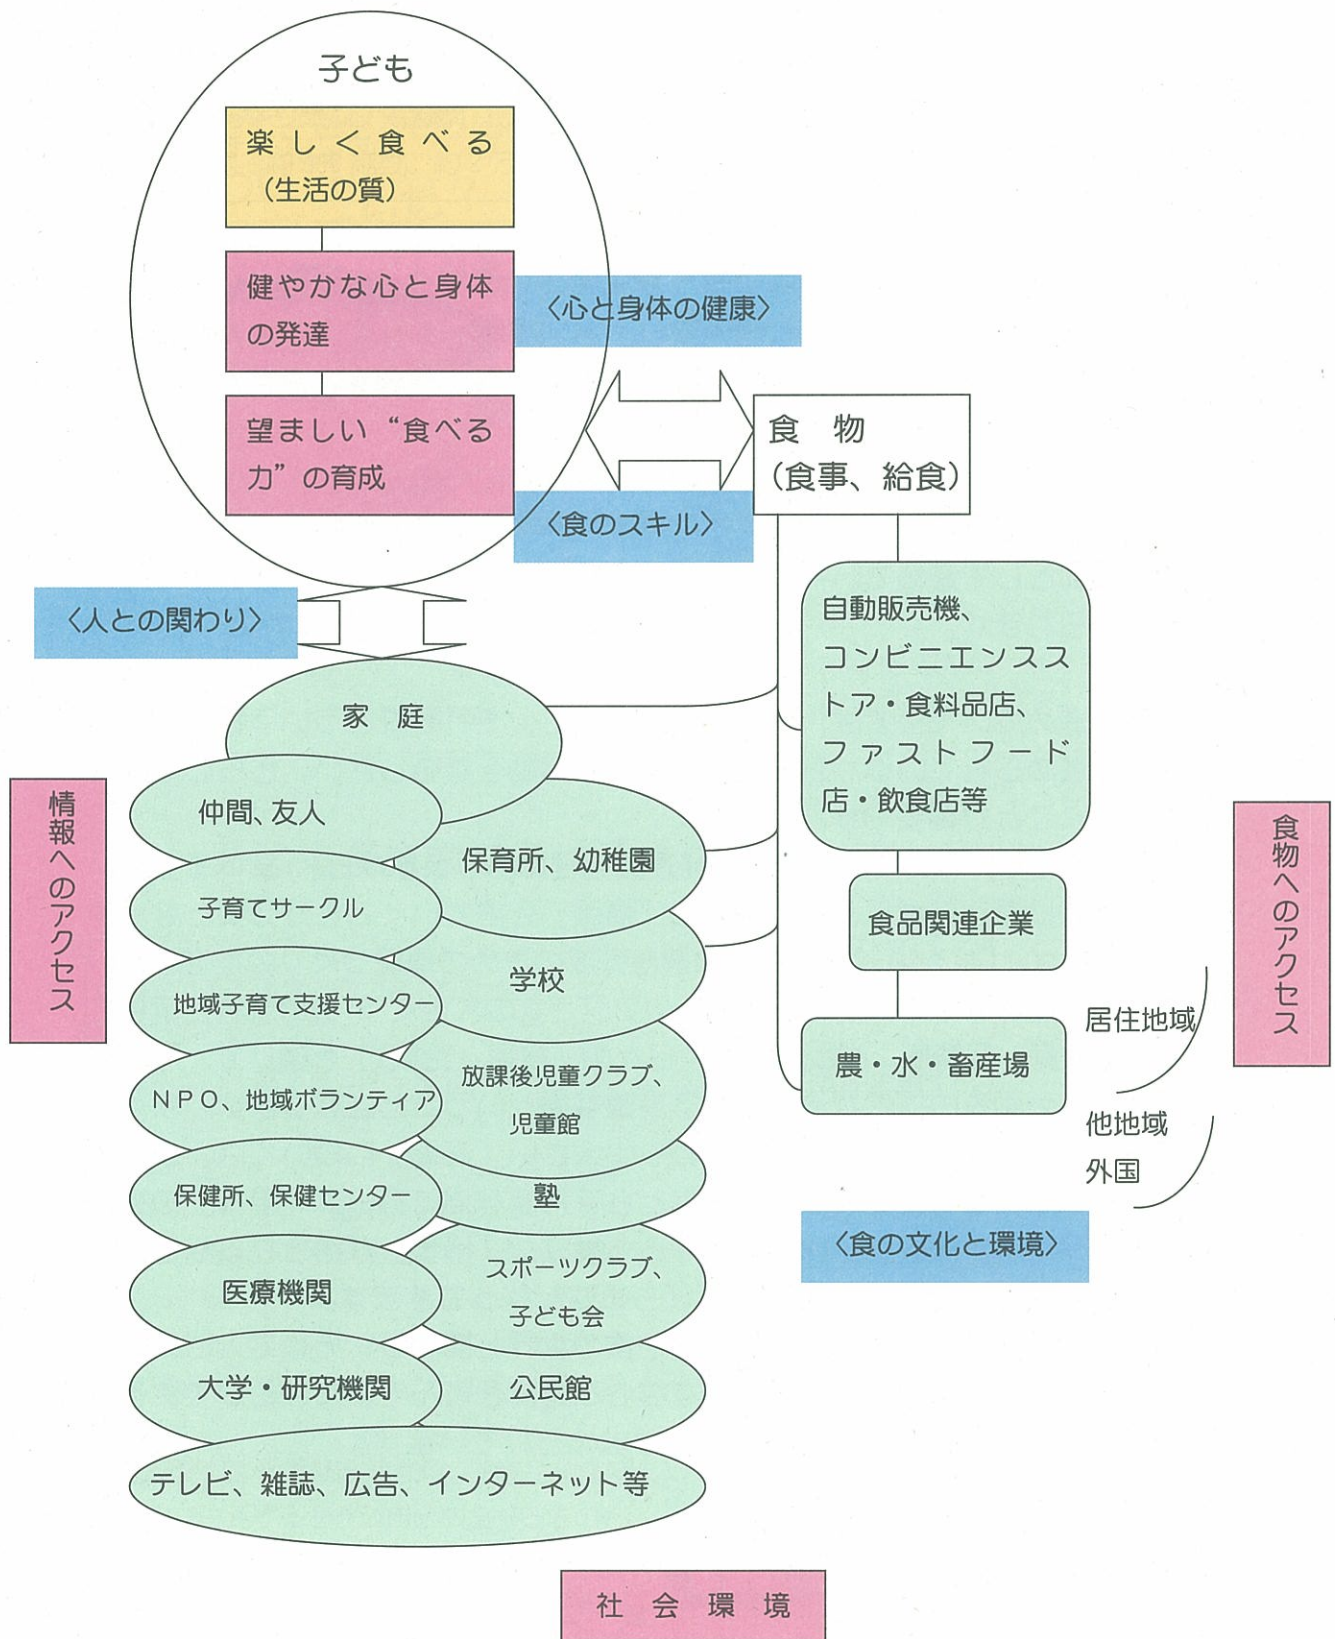 子ども
楽しく食べる
（生活の質）
健やかな心と身体
の発達
〈心と身体の健康〉
望ましい“食べる
力”の育成
食　物
（食事、給食）
〈食のスキル〉
〈人との関わり〉
自動販売機、
コンビニエンスス
トア・食料品店、
ファストフード
店・飲食店等
家　庭
情報へのアクセス
仲間、友人
保育所、幼稚園
子育てサークル
学校
地域子育て支援センター
放課後児童クラブ、
児童館
ＮＰＯ、地域ボランティア
保健所、保健センター
塾
医療機関
スポーツクラブ、
子ども会
大学・研究機関
公民館
テレビ、雑誌、広告、インターネット等
食品関連企業
農・水・畜産場
食物へのアクセス
居住地域
他地域
外国
〈食の文化と環境〉
社　会　環　境